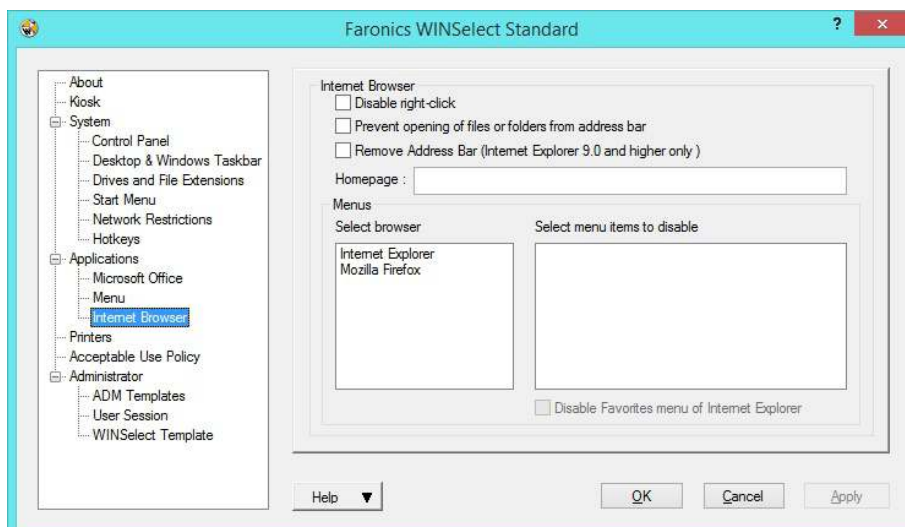 Faronics WINSelect Standard
?
About
Kiosk
System
Control Panel
Desktop & Windows Taskbar
Drives and File Extensions
Start Menu
Network Restrictions
Hotkeys
Applications
Microsoft Office
Menu
Internet Browser
Printers
Acceptable Use Policy
Administrator
ADM Templates
User Session
WINSelect Template
Internet Browser
Disable right-click
Prevent opening of files or folders from address bar
Remove Address Bar (Internet Explorer 9.0 and higher only )
Homepage :
Menus
Select browser
Select menu items to disable
Internet Explorer
Mozilla Firefox
Disable Favorites menu of Internet Explorer
Help
OK
Cancel
Apply